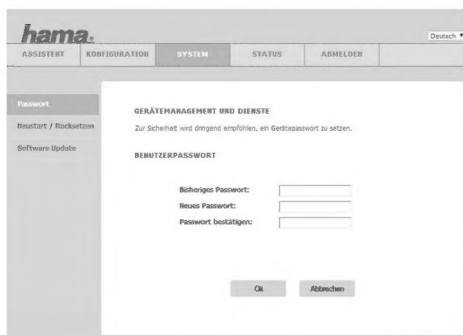 hama.
Deutsch
ASSISTENT KONFIGURATION SYSTEM STATUS ABMELDEN
Passwort
Neustart / Rücksetzen
Software Update
GERÄTEMANAGEMENT UND DIENSTE
Zur Sicherheit wird dringend empfohlen, ein Gerätepasswort zu setzen.
BENUTZERPASSWORT
Bisheriges Passwort:
Neues Passwort:
Passwort bestätigen:
Ok Abbrechen